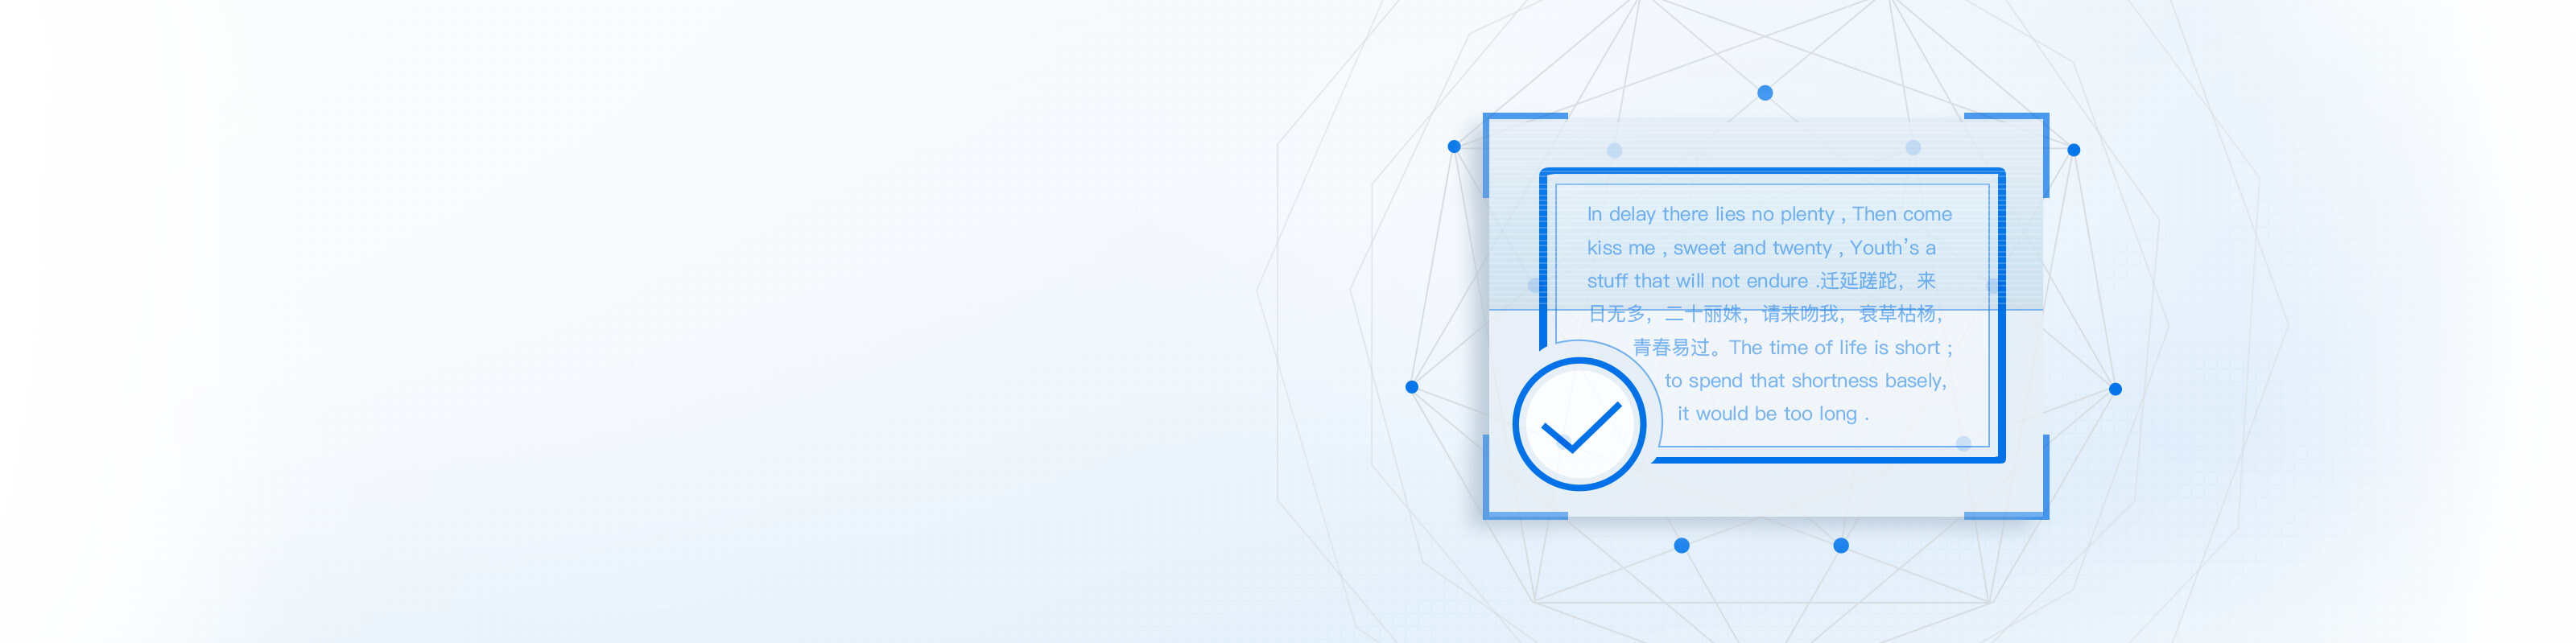 In delay there lies no plenty , Then come
kiss me , sweet and twenty , Youth's a
stuff that will not endure .迁延蹉跎，来
日无多，二十丽姝，请来吻我，衰草枯杨，
青春易过。The time of life is short ;
to spend that shortness basely,
it would be too long .